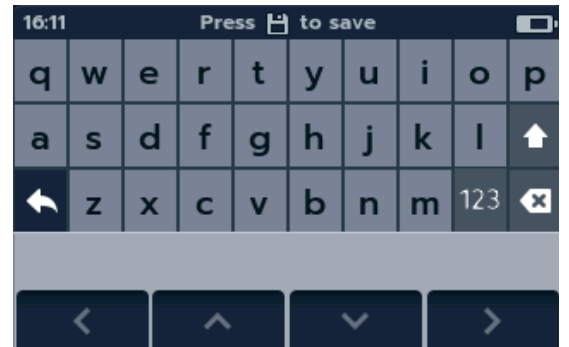 16:11 Press to save
q w e r t y u i o p
a s d f g h j k l
z x c v b n m 123